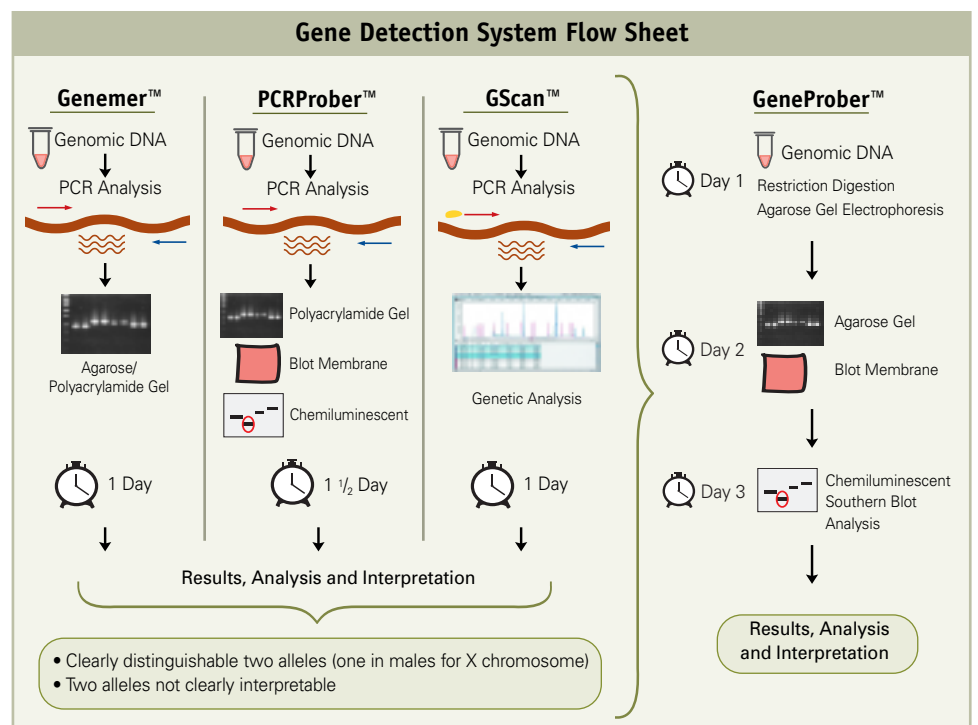 Gene Detection System Flow Sheet
Genemer™
Genomic DNA
PCR Analysis
Agarose/
Polyacrylamide Gel
1 Day
PCRProber™
Genomic DNA
PCR Analysis
Polyacrylamide Gel
Blot Membrane
Chemiluminescent
1 1/2 Day
GScan™
Genomic DNA
PCR Analysis
Genetic Analysis
1 Day
Results, Analysis and Interpretation
• Clearly distinguishable two alleles (one in males for X chromosome)
• Two alleles not clearly interpretable
GeneProber™
Day 1
Genomic DNA
Restriction Digestion
Agarose Gel Electrophoresis
Day 2
Agarose Gel
Blot Membrane
Day 3
Chemiluminescent
Southern Blot
Analysis
Results, Analysis
and Interpretation